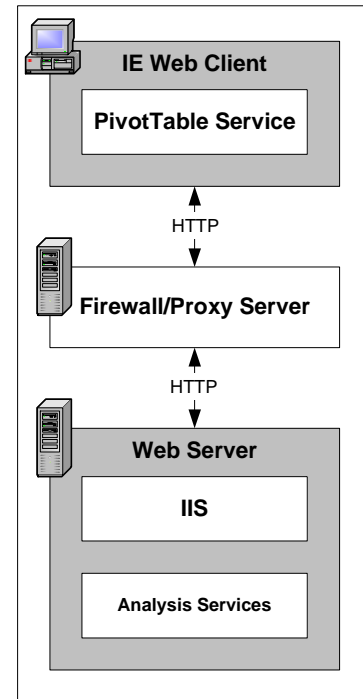 IE Web Client
PivotTable Service
HTTP
Firewall/Proxy Server
HTTP
Web Server
IIS
Analysis Services